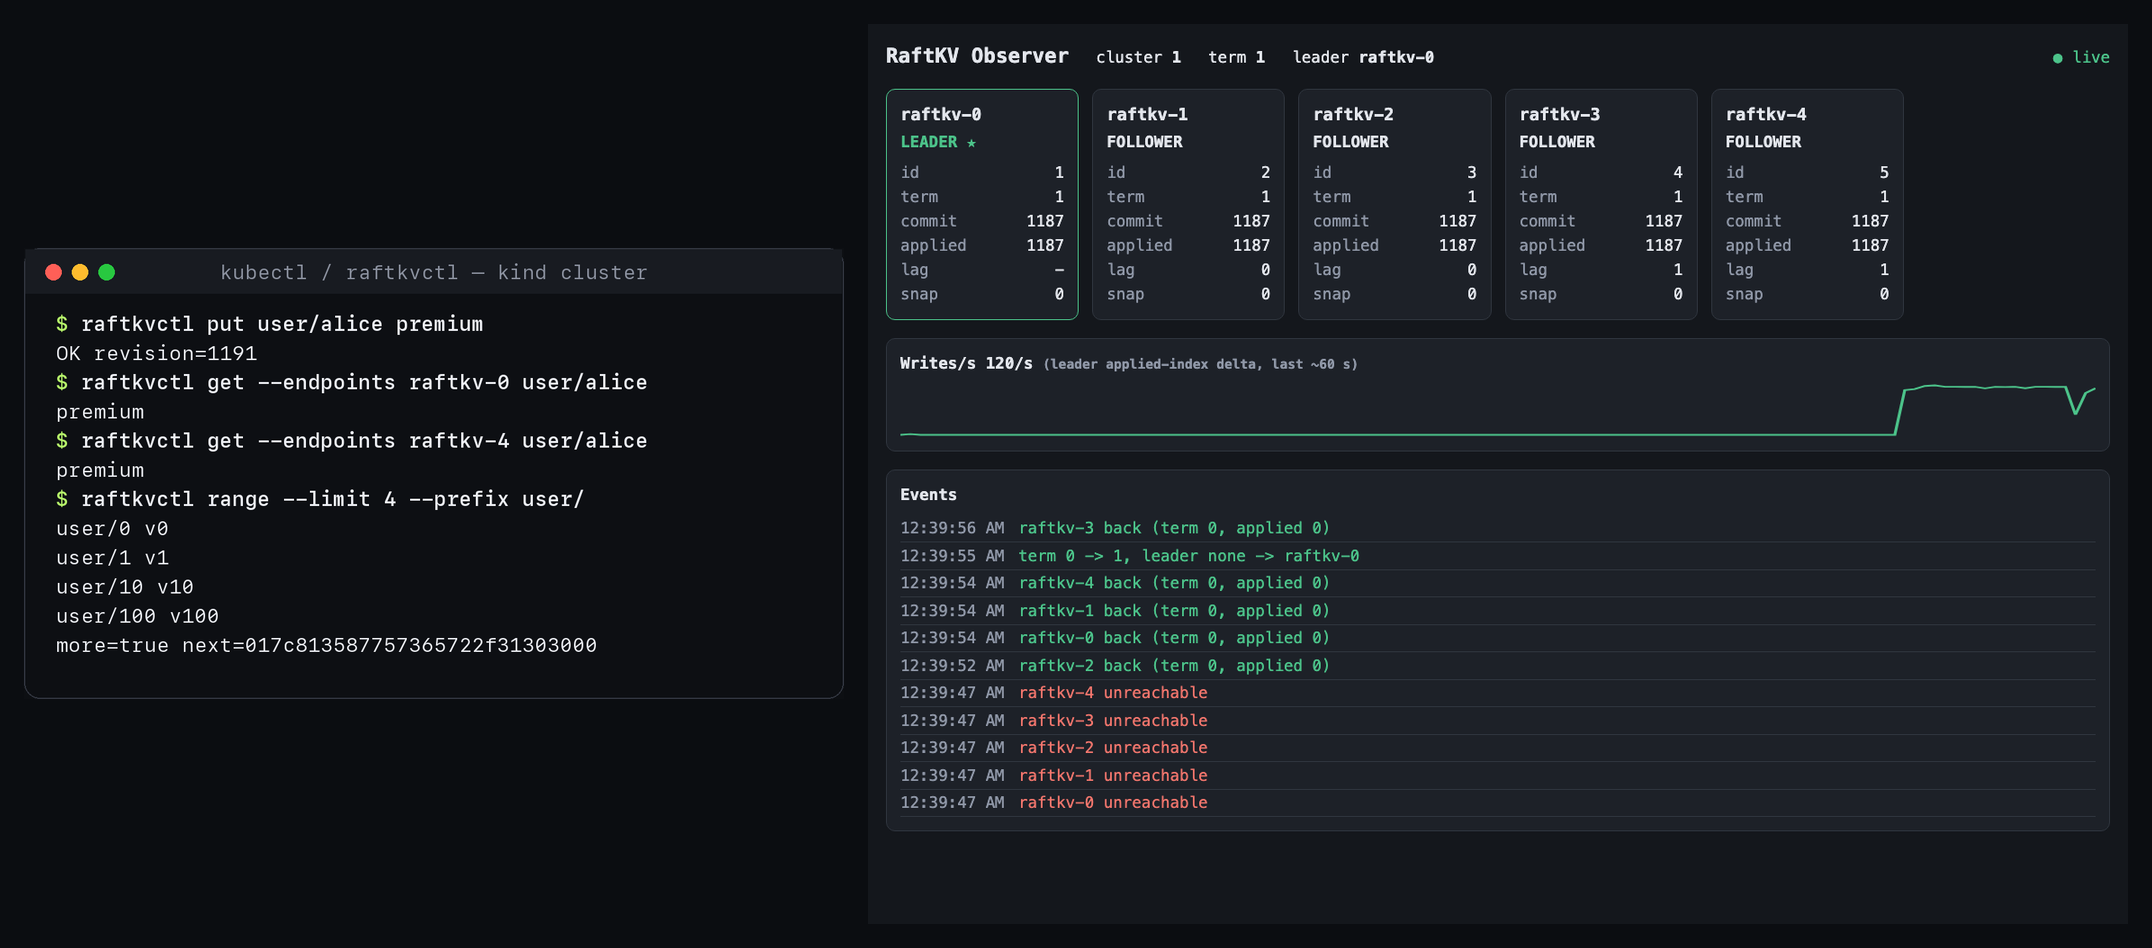 kubectl / raftkvctl — kind cluster
$ raftkvctl put user/alice premium
OK revision=1191
$ raftkvctl get --endpoints raftkv-0 user/alice
premium
$ raftkvctl get --endpoints raftkv-4 user/alice
premium
$ raftkvctl range --limit 4 --prefix user/
user/0 v0
user/1 v1
user/10 v10
user/100 v100
more=true next=017c813587757365722f31303000
RaftKV Observer cluster 1 term 1 leader raftkv-0 ● live
raftkv-0
LEADER ★
id 1
term 1
commit 1187
applied 1187
lag –
snap 0
raftkv-1
FOLLOWER
id 2
term 1
commit 1187
applied 1187
lag 0
snap 0
raftkv-2
FOLLOWER
id 3
term 1
commit 1187
applied 1187
lag 0
snap 0
raftkv-3
FOLLOWER
id 4
term 1
commit 1187
applied 1187
lag 1
snap 0
raftkv-4
FOLLOWER
id 5
term 1
commit 1187
applied 1187
lag 1
snap 0
Writes/s 120/s (leader applied-index delta, last ~60 s)
Events
12:39:56 AM raftkv-3 back (term 0, applied 0)
12:39:55 AM term 0 -> 1, leader none -> raftkv-0
12:39:54 AM raftkv-4 back (term 0, applied 0)
12:39:54 AM raftkv-1 back (term 0, applied 0)
12:39:54 AM raftkv-0 back (term 0, applied 0)
12:39:52 AM raftkv-2 back (term 0, applied 0)
12:39:47 AM raftkv-4 unreachable
12:39:47 AM raftkv-3 unreachable
12:39:47 AM raftkv-2 unreachable
12:39:47 AM raftkv-1 unreachable
12:39:47 AM raftkv-0 unreachable